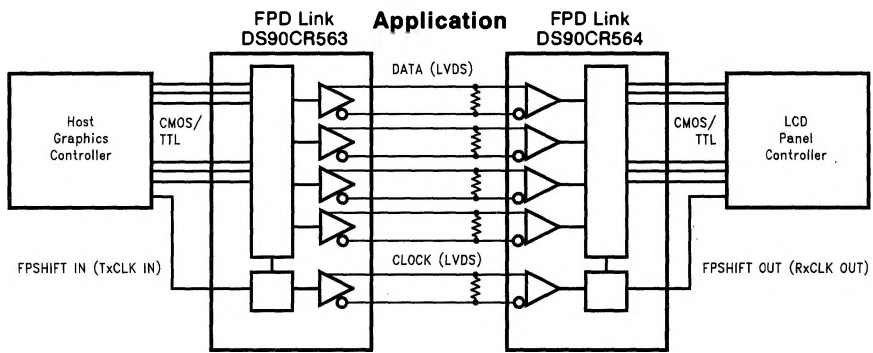 Application
FPD Link
DS90CR563
FPD Link
DS90CR564
DATA (LVDS)
Host
Graphics
Controller
CMOS/
TTL
CMOS/
TTL
LCD
Panel
Controller
CLOCK (LVDS)
FPSHIFT IN (TxCLK IN)
FPSHIFT OUT (RxCLK OUT)